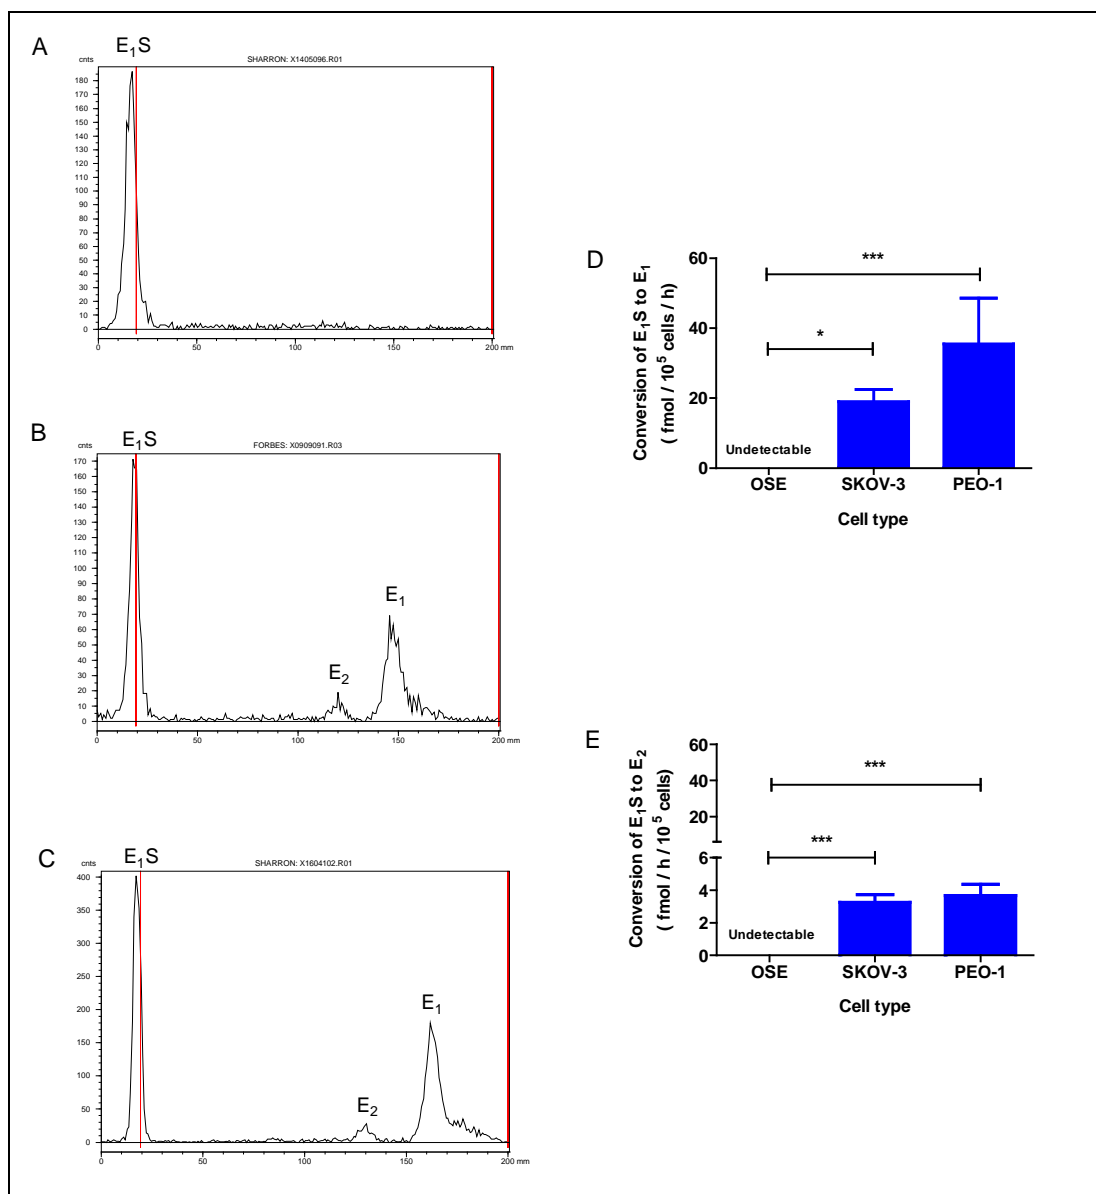 A
E₁S
cnts
SHARRON: X1405096.R01
180
170
160
150
140
130
120
110
100
90
80
70
60
50
40
30
20
10
0
0 50 100 150 200 mm
B
E₁S
cnts
FORBES: X0909091.R03
170
160
150
140
130
120
110
100
90
80
70
60
50
40
30
20
10
0
E₂
E₁
0 50 100 150 200 mm
C
E₁S
cnts
SHARRON: X1604102.R01
400
350
300
250
200
150
100
50
0
E₂
E₁
0 50 100 150 200 mm
D
Conversion of E₁S to E₁
( fmol / 10⁵ cells / h)
60
40
20
0
***
*
Undetectable
OSE SKOV-3 PEO-1
Cell type
E
Conversion of E₁S to E₂
( fmol / h / 10⁵ cells)
60
40
20
6
4
2
0
***
***
Undetectable
OSE SKOV-3 PEO-1
Cell type